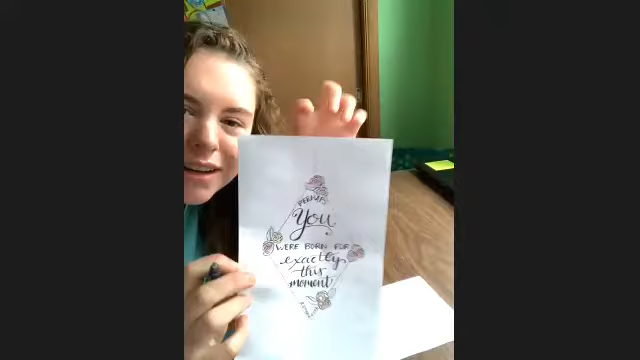 PERHAPS
You
WERE BORN FOR
exactly
this
moment